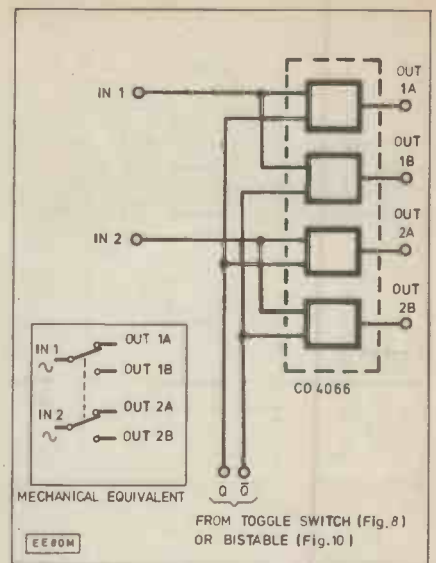 IN 1
OUT
1A
OUT
1B
IN 2
OUT
2A
OUT
2B
CO 4066
IN 1
OUT 1A
OUT 1B
IN 2
OUT 2A
OUT 2B
MECHANICAL EQUIVALENT
Q Q̅
FROM TOGGLE SWITCH (Fig.8)
OR BISTABLE (Fig.10)
EE80M